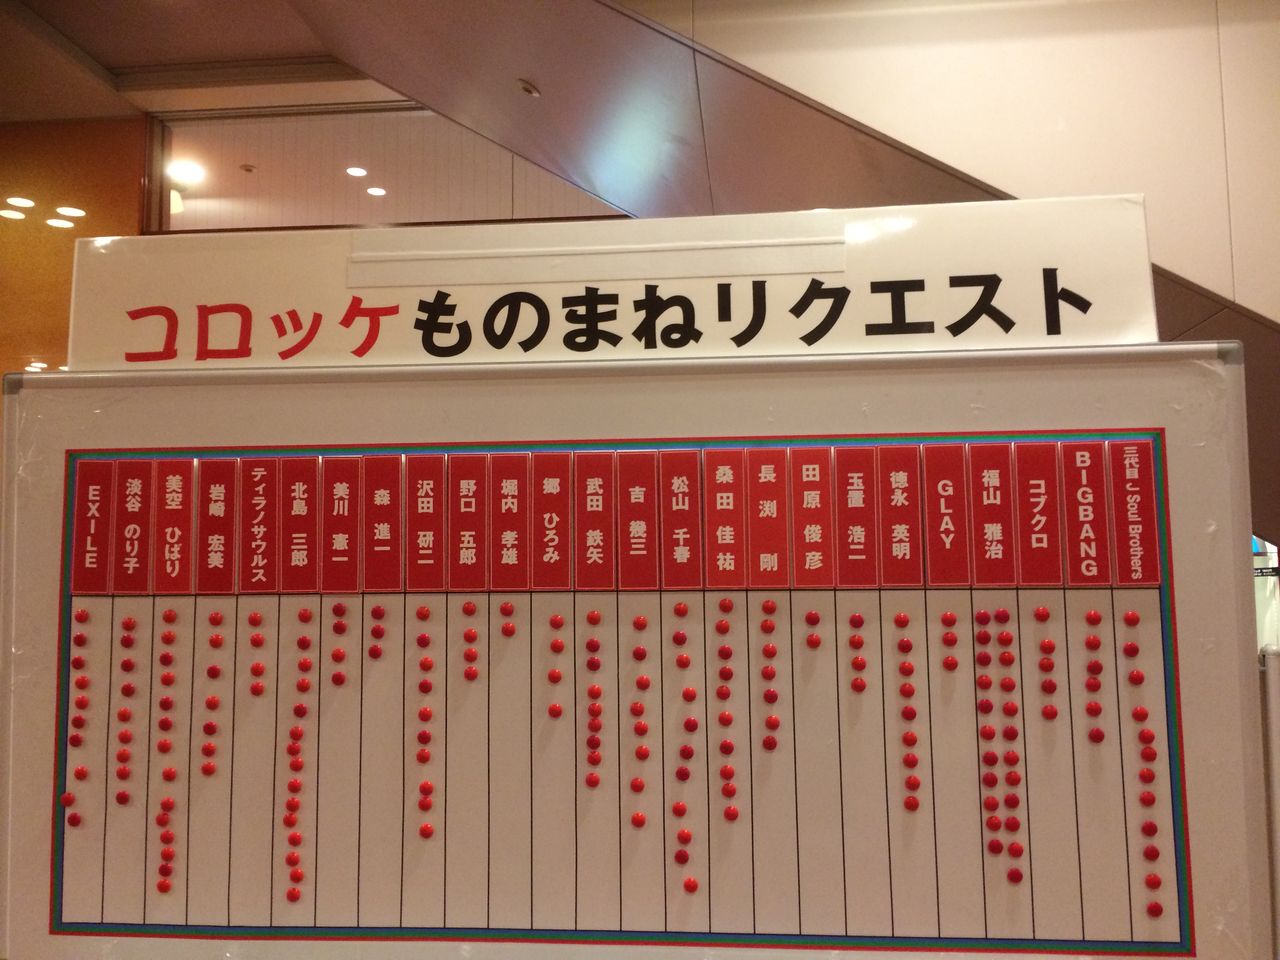 コロッケものまねリクエスト
EXILE
淡谷 のり子
美空 ひばり
岩崎 宏美
ティラノサウルス
北島 三郎
美川 憲一
森 進一
沢田 研二
野口 五郎
堀内 孝雄
郷 ひろみ
武田 鉄矢
吉 幾三
松山 千春
桑田 佳祐
長渕 剛
田原 俊彦
玉置 浩二
徳永 英明
GLAY
福山 雅治
コブクロ
BIGBANG
三代目 J Soul Brothers